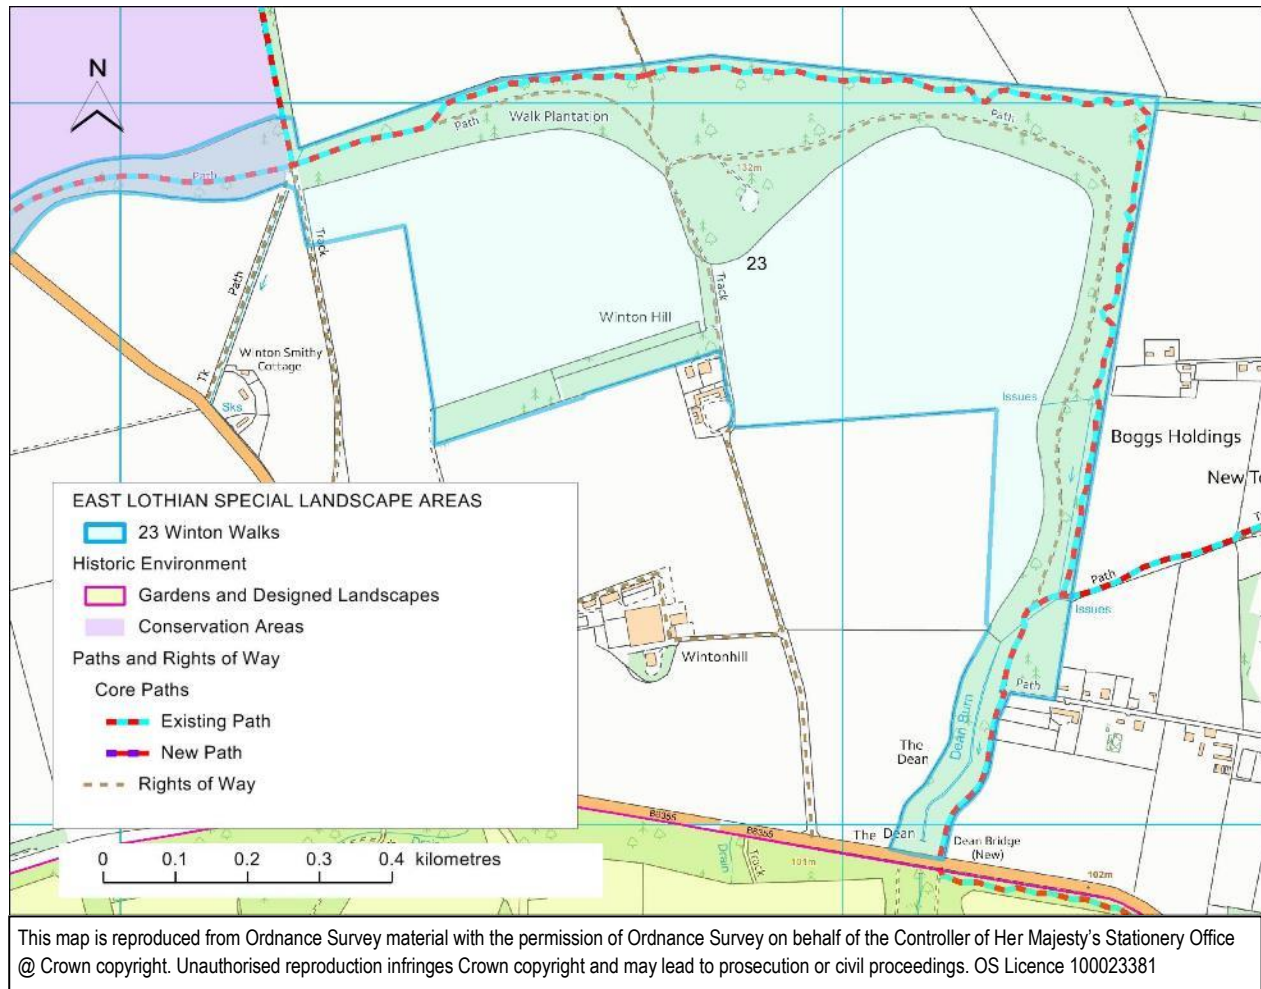 N
Path
Walk Plantation
Path
Path
132m
Track
Path
Track
23
Winton Hill
Winton Smithy
Cottage
Tk
Sks
Issues
Boggs Holdings
New To
Path
Issues
EAST LOTHIAN SPECIAL LANDSCAPE AREAS
23 Winton Walks
Historic Environment
Gardens and Designed Landscapes
Conservation Areas
Paths and Rights of Way
Core Paths
Existing Path
New Path
Rights of Way
Wintonhill
Path
Dean Burn
The
Dean
B6355
B6355
The Dean
Dean Bridge
(New)
Drain
Track
101m
102m
0 0.1 0.2 0.3 0.4 kilometres
This map is reproduced from Ordnance Survey material with the permission of Ordnance Survey on behalf of the Controller of Her Majesty's Stationery Office
@ Crown copyright. Unauthorised reproduction infringes Crown copyright and may lead to prosecution or civil proceedings. OS Licence 100023381